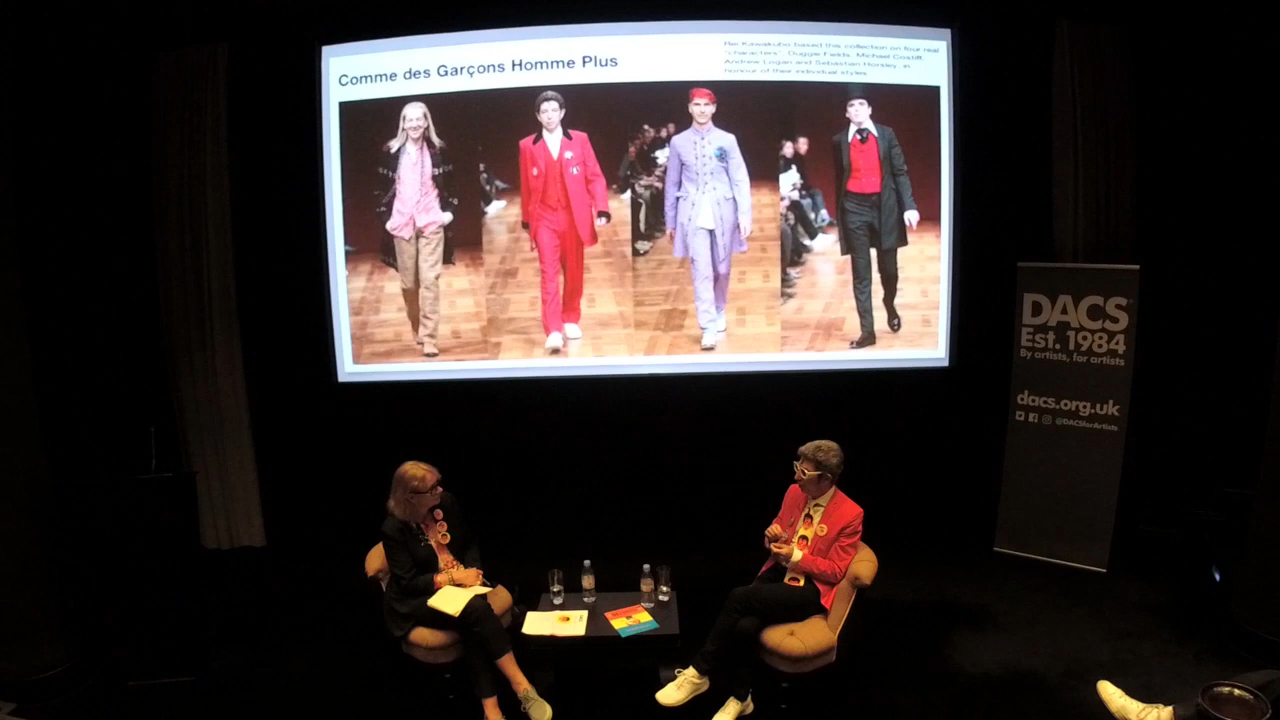 Comme des Garçons Homme Plus
Rei Kawakubo based this collection on four real
"characters", Duggie Fields, Michael Costiff,
Andrew Logan and Sebastian Horsley, in
honour of their individual styles.
DACS
Est. 1984
By artists, for artists
dacs.org.uk
@DACSforArtists